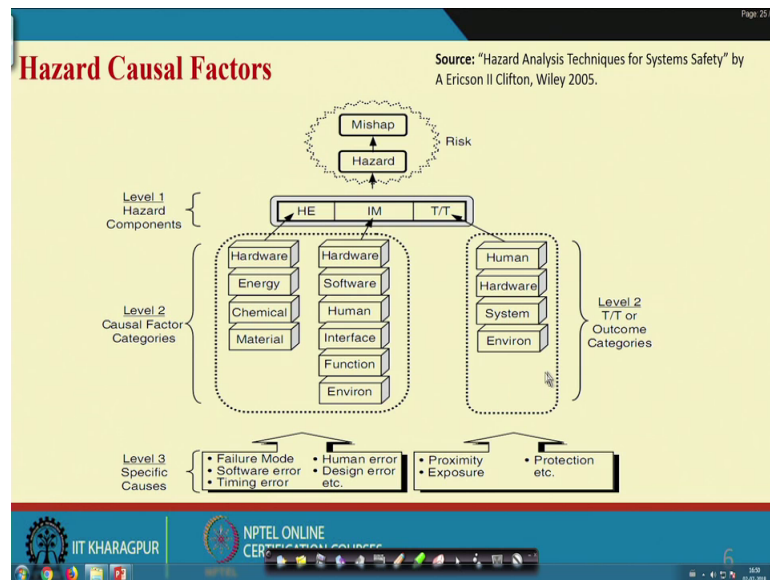 Page: 25 /
Hazard Causal Factors
Source: "Hazard Analysis Techniques for Systems Safety" by
A Ericson II Clifton, Wiley 2005.
Mishap
Hazard
Risk
Level 1
Hazard
Components
HE IM T/T
Hardware
Energy
Chemical
Material
Hardware
Software
Human
Interface
Function
Environ
Human
Hardware
System
Environ
Level 2
Causal Factor
Categories
Level 2
T/T or
Outcome
Categories
Level 3
Specific
Causes
• Failure Mode
• Software error
• Timing error
• Human error
• Design error
etc.
• Proximity
• Exposure
• Protection
etc.
IIT KHARAGPUR
NPTEL ONLINE
CERTIFICATION COURSES
6
16:50